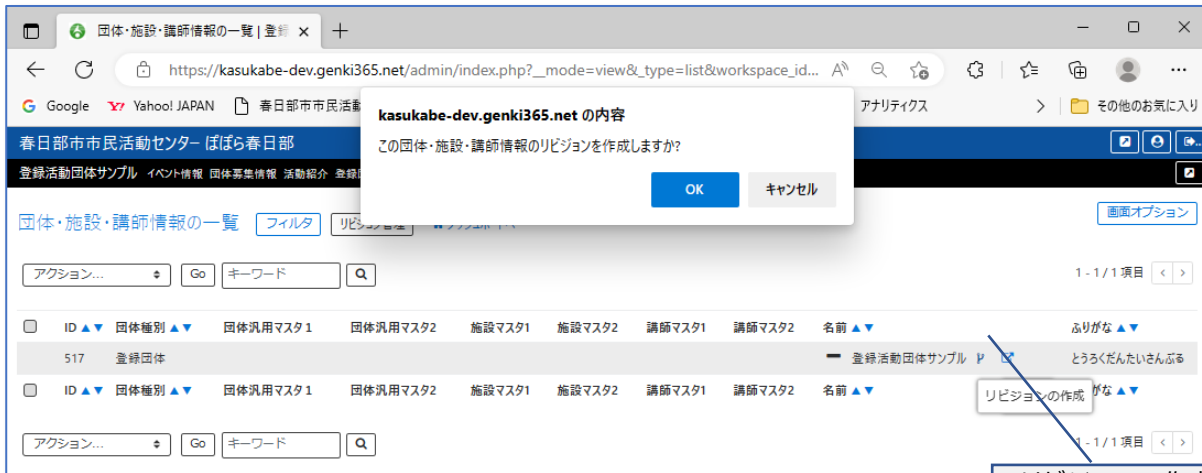 団体・施設・講師情報の一覧 | 登録
https://kasukabe-dev.genki365.net/admin/index.php?__mode=view&_type=list&workspace_id...
Google Yahoo! JAPAN 春日部市市民活動 アナリティクス その他のお気に入り
kasukabe-dev.genki365.net の内容
この団体・施設・講師情報のリビジョンを作成しますか?
OK キャンセル
春日部市市民活動センター ぽぽら春日部
登録活動団体サンプル イベント情報 団体募集情報 活動紹介 登録
団体・施設・講師情報の一覧 フィルタ リビジョン管理 画面オプション
アクション... Go キーワード 1 - 1 / 1 項目 < >
ID ▲▼ 団体種別 ▲▼ 団体汎用マスタ1 団体汎用マスタ2 施設マスタ1 施設マスタ2 講師マスタ1 講師マスタ2 名前 ▲▼ ふりがな ▲▼
517 登録団体 登録活動団体サンプル とうろくだんたいさんぷる
ID ▲▼ 団体種別 ▲▼ 団体汎用マスタ1 団体汎用マスタ2 施設マスタ1 施設マスタ2 講師マスタ1 講師マスタ2 名前 ▲▼ がな ▲▼
リビジョンの作成
アクション... Go キーワード 1 - 1 / 1 項目 < >